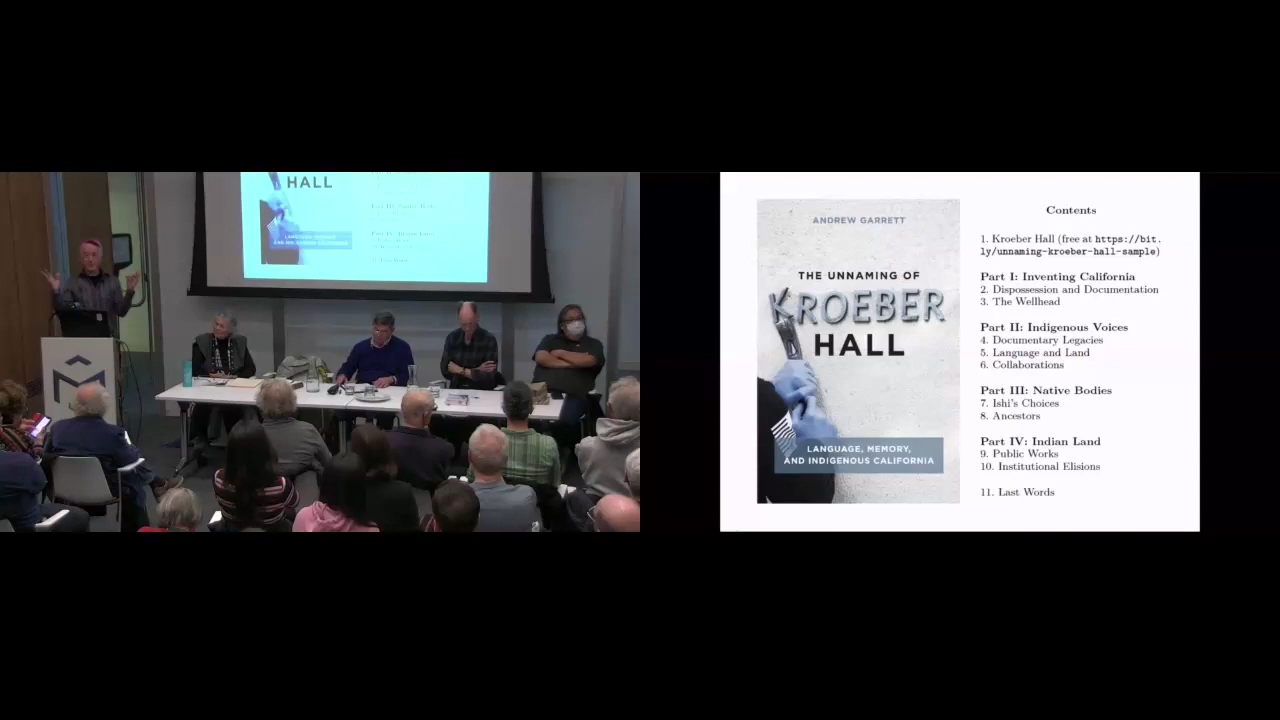 HALL
ANDREW GARRETT
THE UNNAMING OF
KROEBER
HALL
LANGUAGE, MEMORY,
AND INDIGENOUS CALIFORNIA
Contents
1. Kroeber Hall (free at https://bit.
ly/unnaming-kroeber-hall-sample)
Part I: Inventing California
2. Dispossession and Documentation
3. The Wellhead
Part II: Indigenous Voices
4. Documentary Legacies
5. Language and Land
6. Collaborations
Part III: Native Bodies
7. Ishi's Choices
8. Ancestors
Part IV: Indian Land
9. Public Works
10. Institutional Elisions
11. Last Words